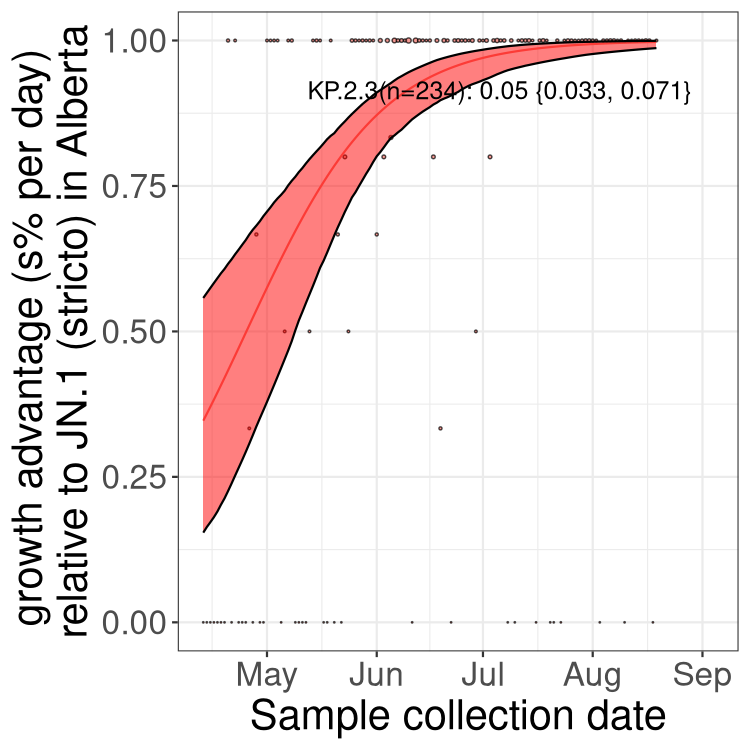 growth advantage (s% per day)
relative to JN.1 (stricto) in Alberta
1.00
0.75
0.50
0.25
0.00
KP.2.3(n=234): 0.05 {0.033, 0.071}
May Jun Jul Aug Sep
Sample collection date